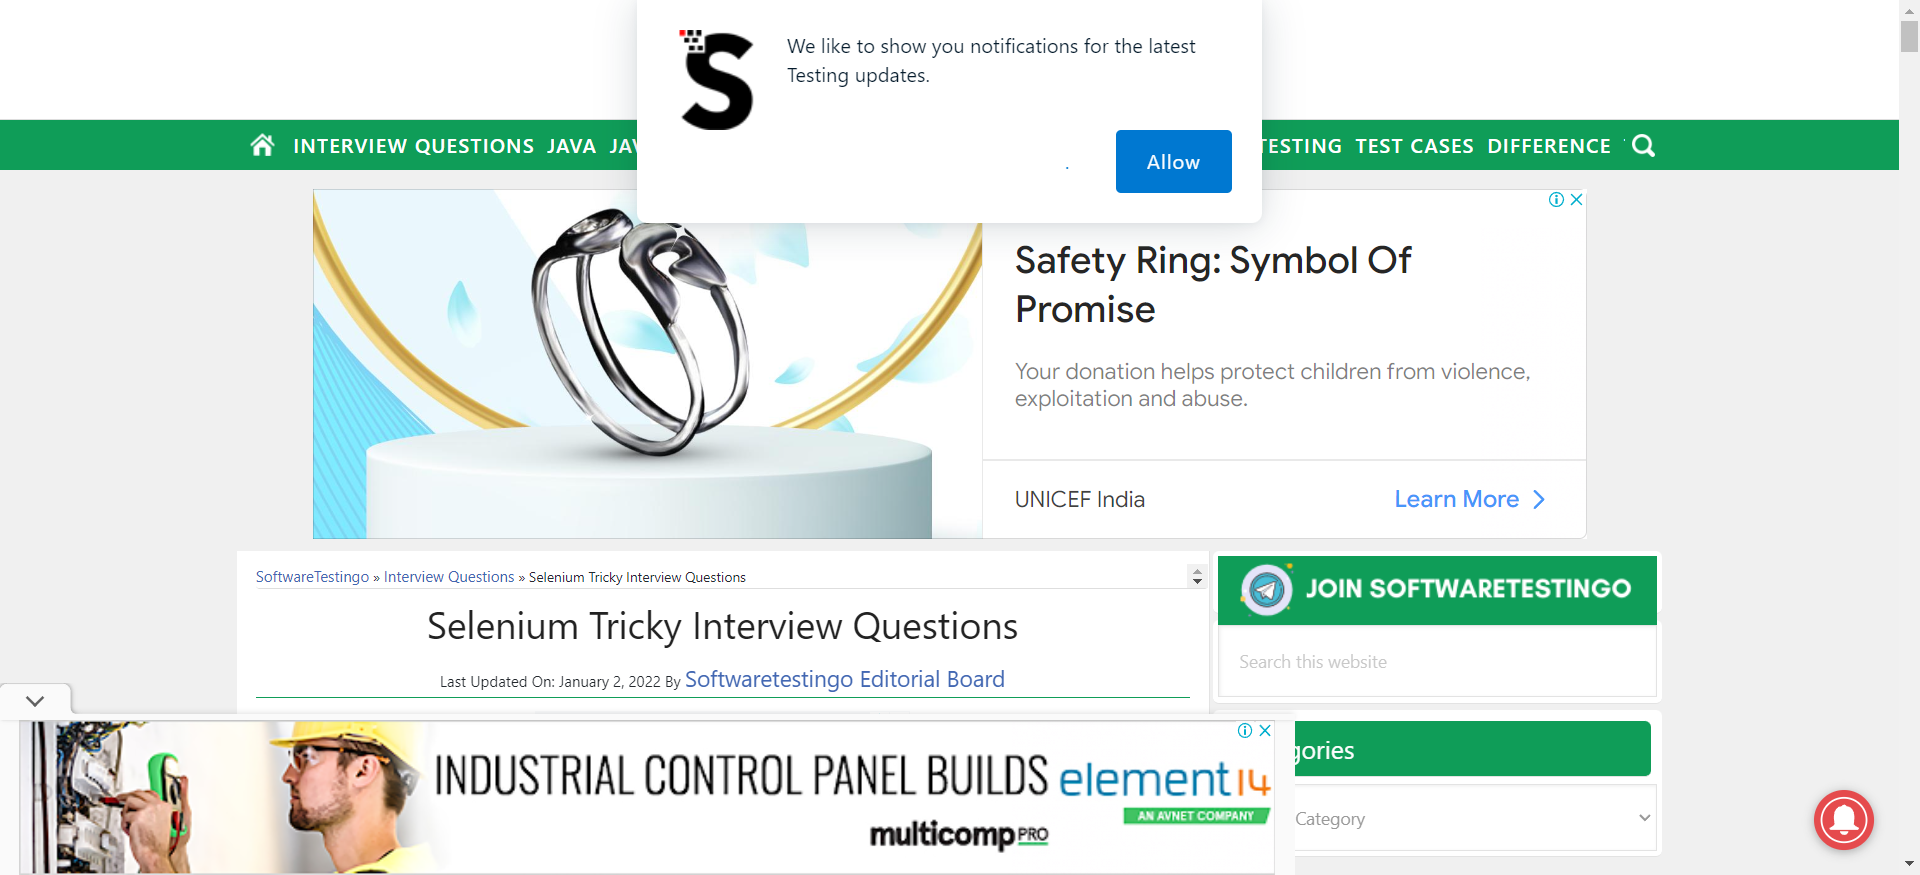 We like to show you notifications for the latest
Testing updates.
Allow
INTERVIEW QUESTIONS JAVA JAV
TESTING TEST CASES DIFFERENCE
Safety Ring: Symbol Of
Promise
Your donation helps protect children from violence,
exploitation and abuse.
UNICEF India
Learn More
SoftwareTestingo » Interview Questions » Selenium Tricky Interview Questions
JOIN SOFTWARETESTINGO
Selenium Tricky Interview Questions
Search this website
Last Updated On: January 2, 2022 By Softwaretestingo Editorial Board
INDUSTRIAL CONTROL PANEL BUILDS
element14
AN AVNET COMPANY
multicomp PRO
gories
Category